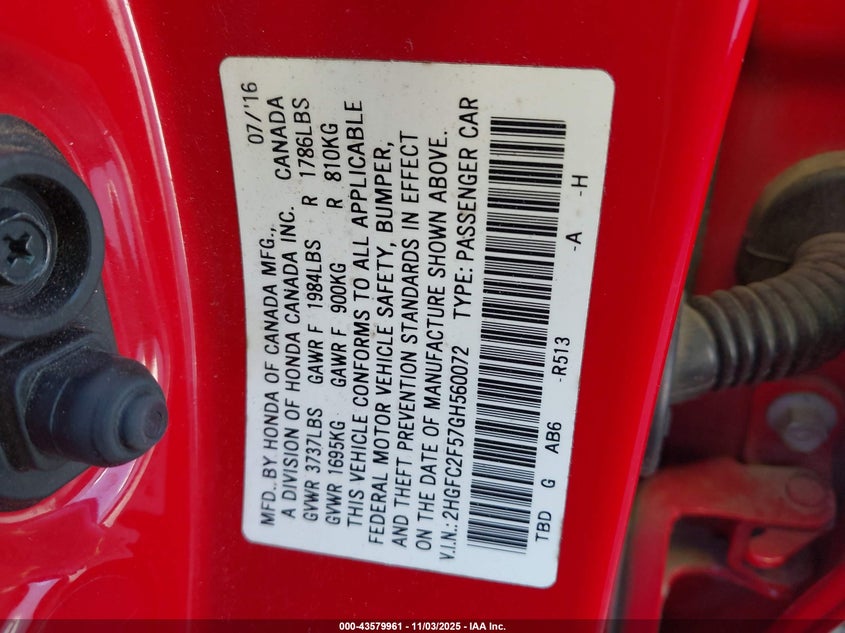 MFD. BY HONDA OF CANADA MFG., 07/'16
A DIVISION OF HONDA CANADA INC. CANADA
GVWR 3737LBS GAWR F 1984LBS R 1786LBS
GVWR 1695KG GAWR F 900KG R 810KG
THIS VEHICLE CONFORMS TO ALL APPLICABLE
FEDERAL MOTOR VEHICLE SAFETY, BUMPER,
AND THEFT PREVENTION STANDARDS IN EFFECT
ON THE DATE OF MANUFACTURE SHOWN ABOVE.
V.I.N.: 2HGFC2F57GH560072 TYPE: PASSENGER CAR
TBD G AB6 -R513 -A -H
000-43579961 - 11/03/2025 - IAA Inc.